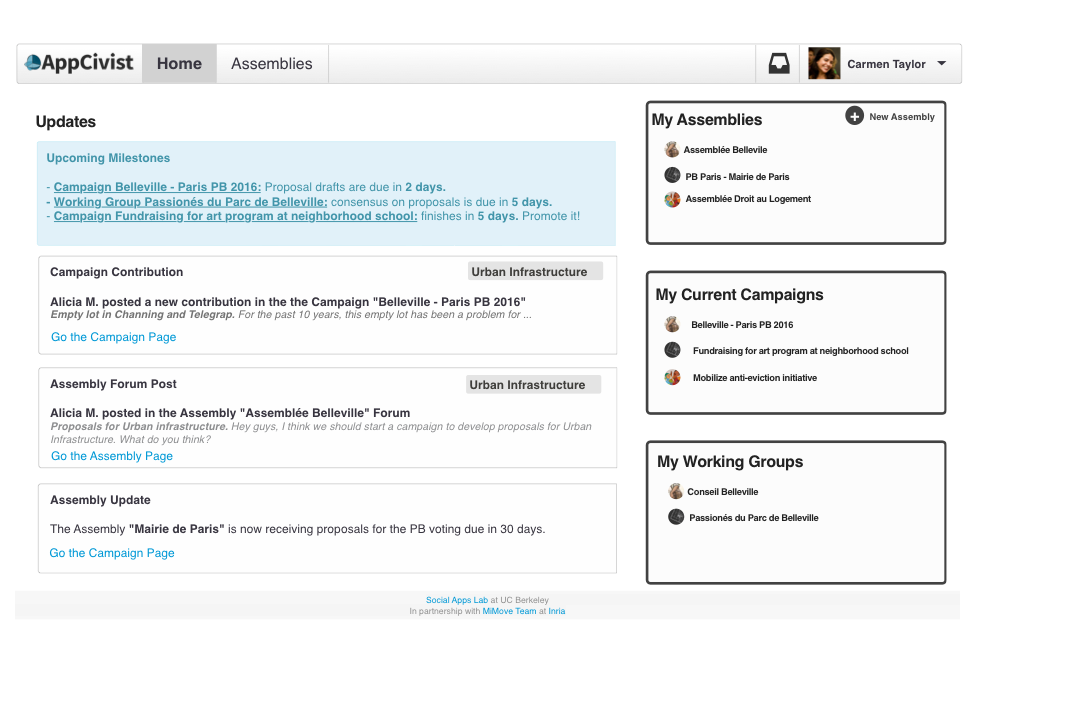 AppCivist
Home
Assemblies
Carmen Taylor
Updates
Upcoming Milestones
- Campaign Belleville - Paris PB 2016: Proposal drafts are due in 2 days.
- Working Group Passionés du Parc de Belleville: consensus on proposals is due in 5 days.
- Campaign Fundraising for art program at neighborhood school: finishes in 5 days. Promote it!
Campaign Contribution
Urban Infrastructure
Alicia M. posted a new contribution in the the Campaign "Belleville - Paris PB 2016"
Empty lot in Channing and Telegrap. For the past 10 years, this empty lot has been a problem for ...
Go the Campaign Page
Assembly Forum Post
Urban Infrastructure
Alicia M. posted in the Assembly "Assemblée Belleville" Forum
Proposals for Urban infrastructure. Hey guys, I think we should start a campaign to develop proposals for Urban
Infrastructure. What do you think?
Go the Assembly Page
Assembly Update
The Assembly "Mairie de Paris" is now receiving proposals for the PB voting due in 30 days.
Go the Campaign Page
My Assemblies
New Assembly
Assemblée Bellevile
PB Paris - Mairie de Paris
Assemblée Droit au Logement
My Current Campaigns
Belleville - Paris PB 2016
Fundraising for art program at neighborhood school
Mobilize anti-eviction initiative
My Working Groups
Conseil Belleville
Passionés du Parc de Belleville
Social Apps Lab at UC Berkeley
In partnership with MiMove Team at Inria